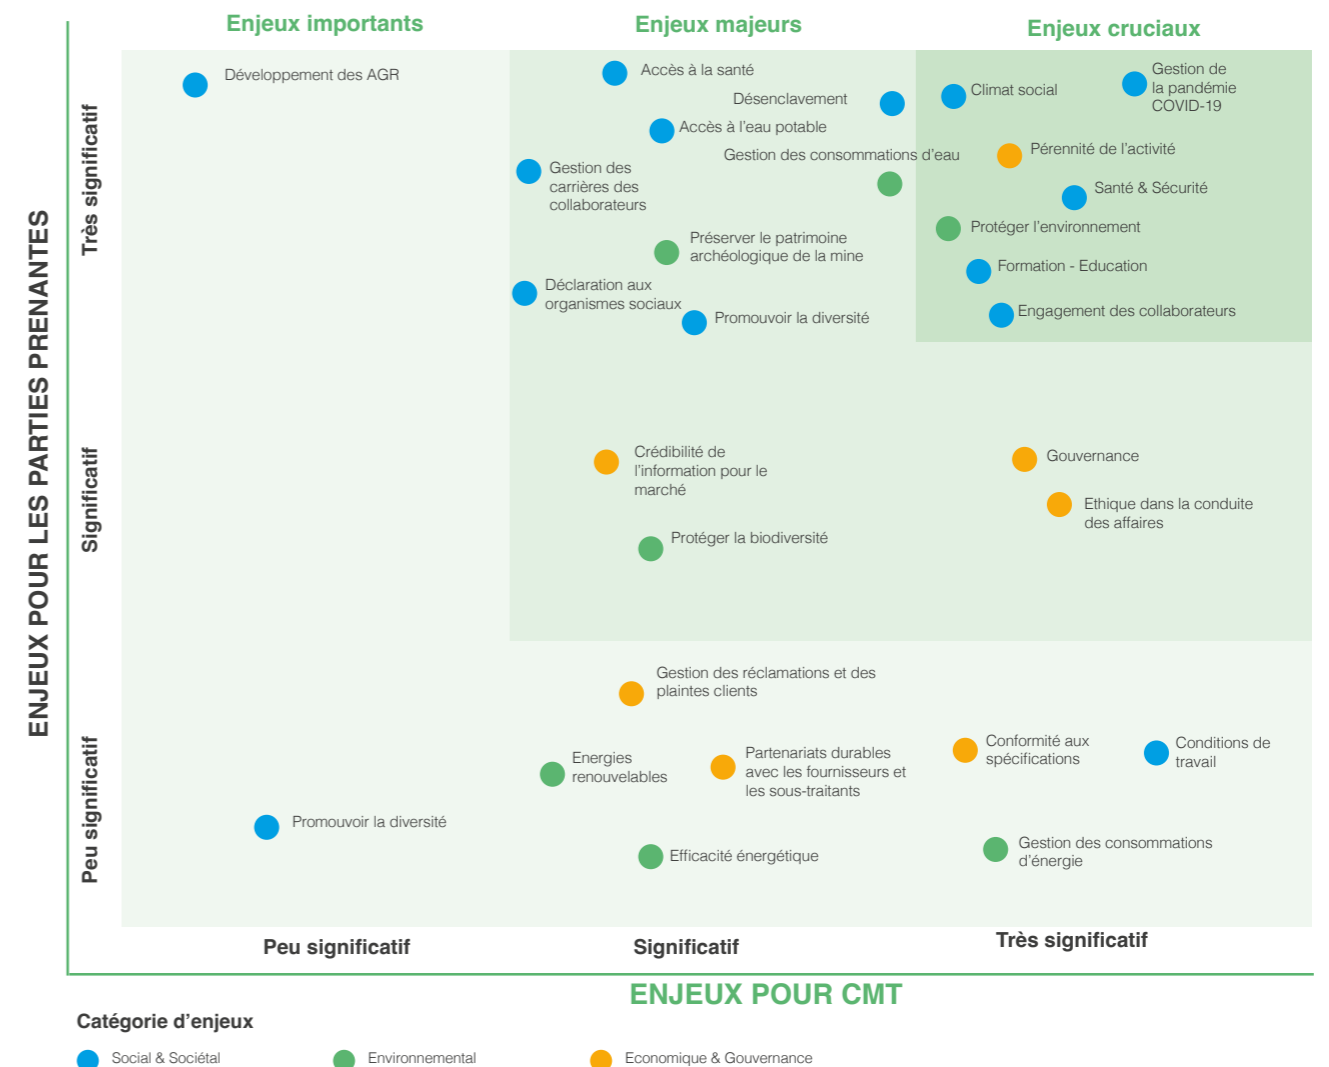 Enjeux importants
Enjeux majeurs
Enjeux cruciaux
ENJEUX POUR LES PARTIES PRENANTES
Très significatif
Significatif
Peu significatif
Développement des AGR
Accès à la santé
Désenclavement
Accès à l'eau potable
Gestion des consommations d'eau
Gestion des
carrières des
collaborateurs
Préserver le patrimoine
archéologique de la mine
Déclaration aux
organismes sociaux
Promouvoir la diversité
Climat social
Gestion de
la pandémie
COVID-19
Pérennité de l'activité
Santé & Sécurité
Protéger l'environnement
Formation - Education
Engagement des collaborateurs
Crédibilité de
l'information pour le
marché
Protéger la biodiversité
Gouvernance
Ethique dans la conduite
des affaires
Gestion des réclamations et des
plaintes clients
Energies
renouvelables
Partenariats durables
avec les fournisseurs et
les sous-traitants
Conformité aux
spécifications
Conditions de
travail
Promouvoir la diversité
Efficacité énergétique
Gestion des consommations
d'énergie
Peu significatif
Significatif
Très significatif
ENJEUX POUR CMT
Catégorie d'enjeux
Social & Sociétal
Environnemental
Economique & Gouvernance